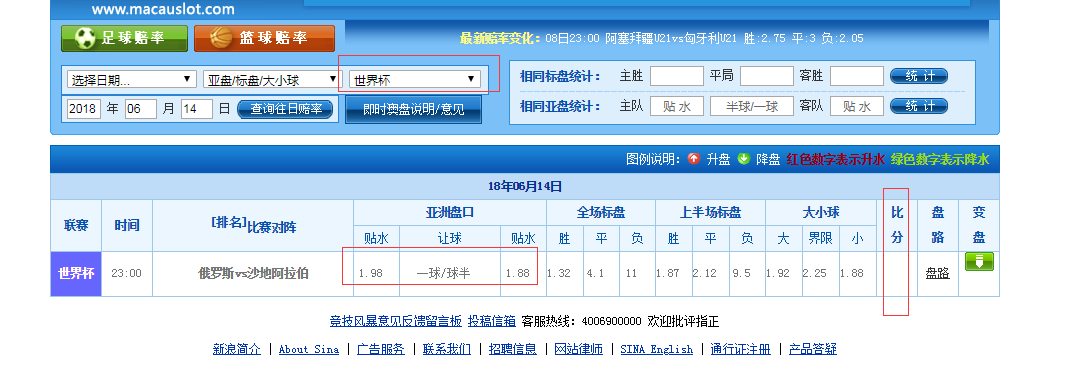 www.macauslot.com
足球赔率 篮球赔率 最新赔率变化：08日23:00 阿塞拜疆U21vs匈牙利U21 胜:2.75 平:3 负:2.05
选择日期... 亚盘/标盘/大小球 世界杯 相同标盘统计： 主胜 平局 客胜 统 计
2018 年 06 月 14 日 查询往日赔率 即时澳盘说明/意见 相同亚盘统计： 主队 贴 水 半球/一球 客队 贴 水 统 计
图例说明： 升盘 降盘 红色数字表示升水 绿色数字表示降水
18年06月14日
联赛 时间 [排名]比赛对阵 亚洲盘口 全场标盘 上半场标盘 大小球 比分 盘路 变盘
贴水 让球 贴水 胜 平 负 胜 平 负 大 界限 小
世界杯 23:00 俄罗斯vs沙地阿拉伯 1.98 一球/球半 1.88 1.32 4.1 11 1.87 2.12 9.5 1.92 2.25 1.88 盘路
竞技风暴意见反馈留言板 投稿信箱 客服热线：4006900000 欢迎批评指正
新浪简介 | About Sina | 广告服务 | 联系我们 | 招聘信息 | 网站律师 | SINA English | 通行证注册 | 产品答疑